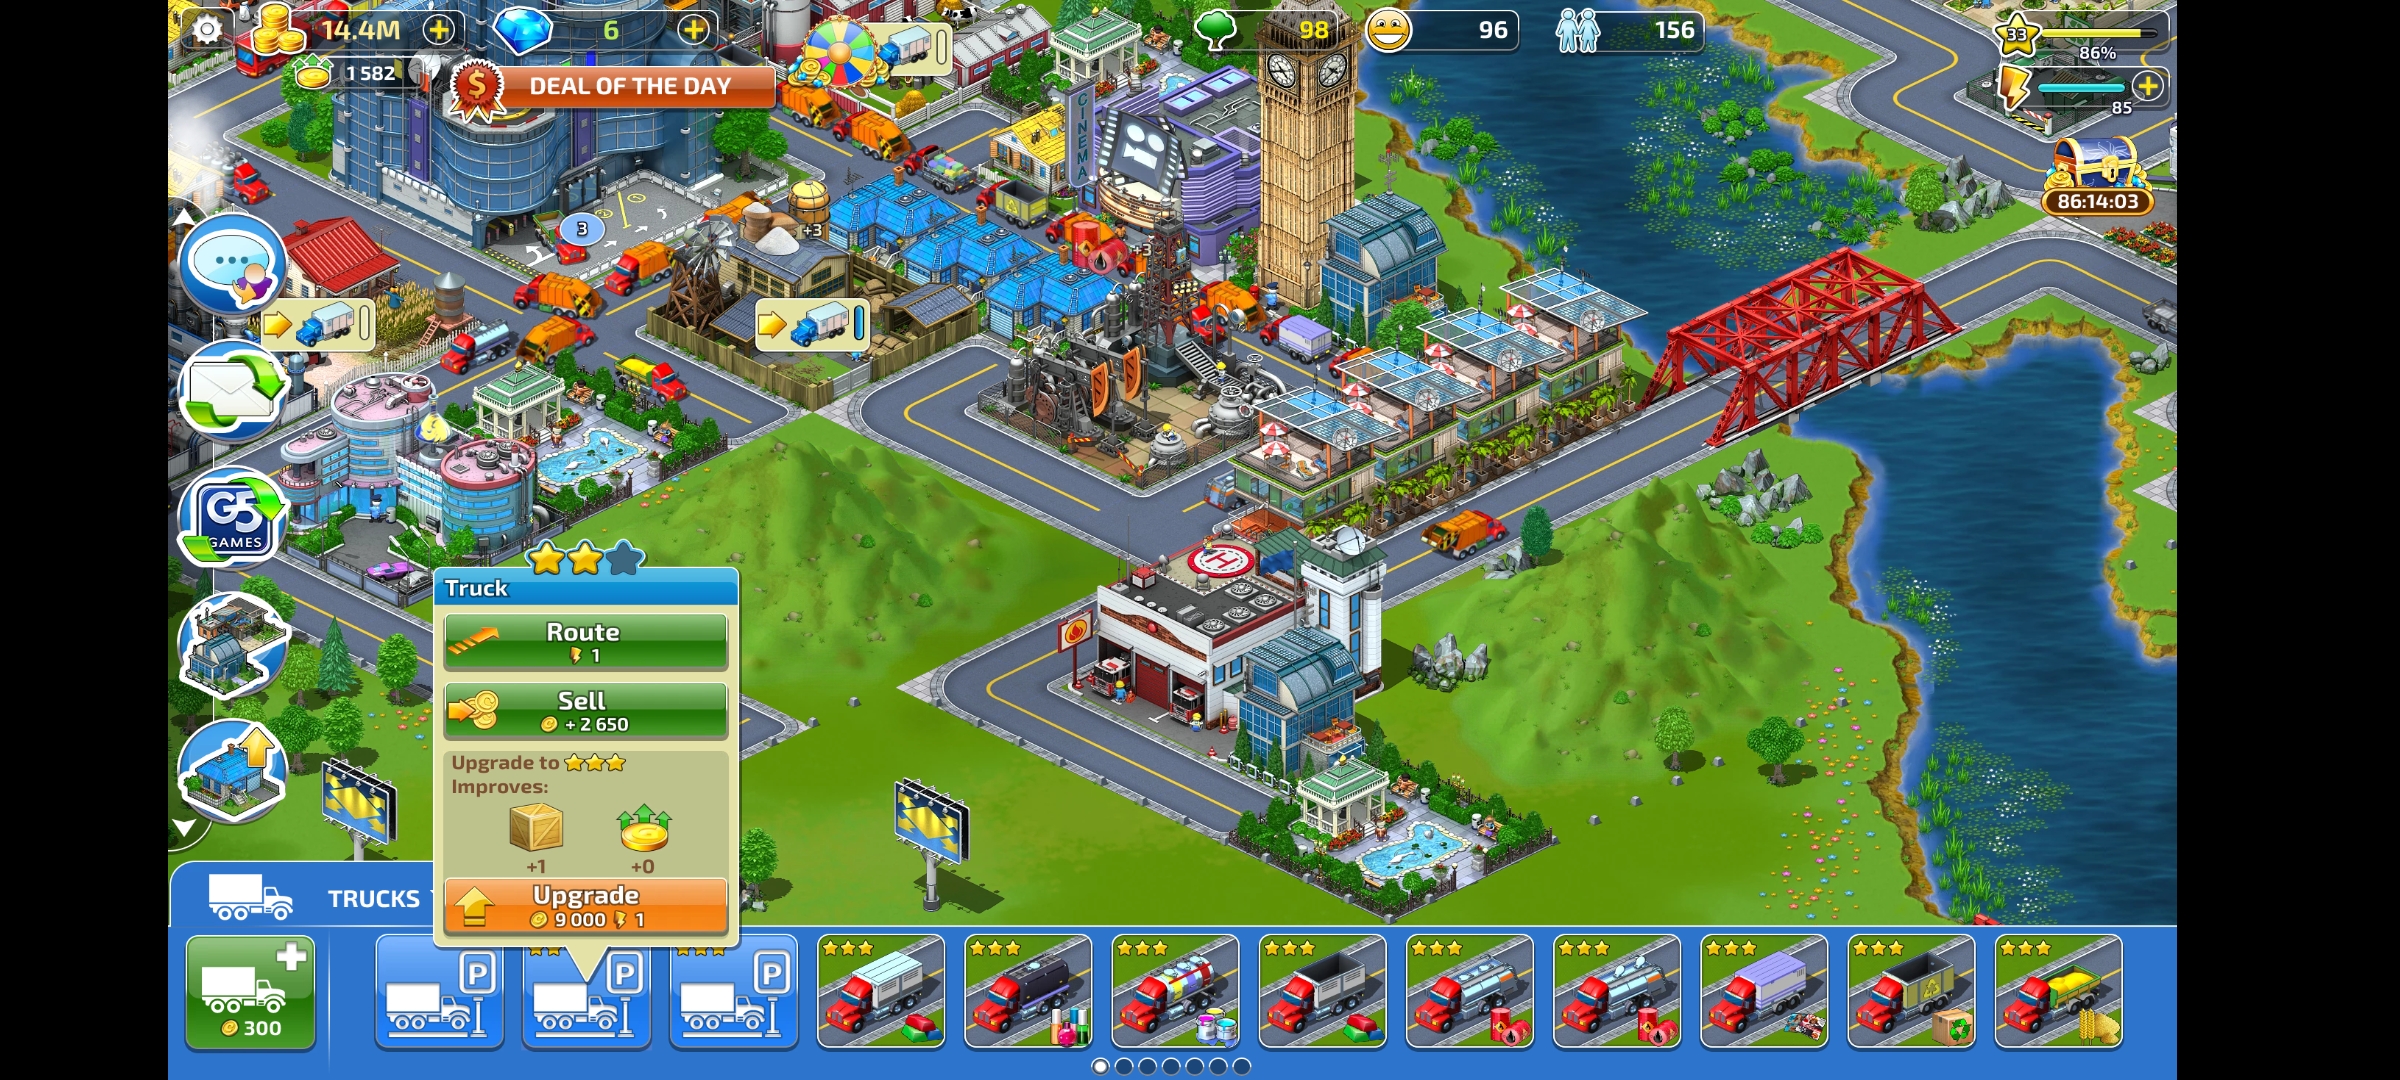 14.4M
6
98
96
156
33
86%
1 582
DEAL OF THE DAY
85
86:14:03
CINEMA
3
+3
+3
G5
GAMES
H
Truck
Route
1
Sell
+ 2 650
Upgrade to
Improves:
+1
+0
Upgrade
9 000 1
TRUCKS
300
P
P
P